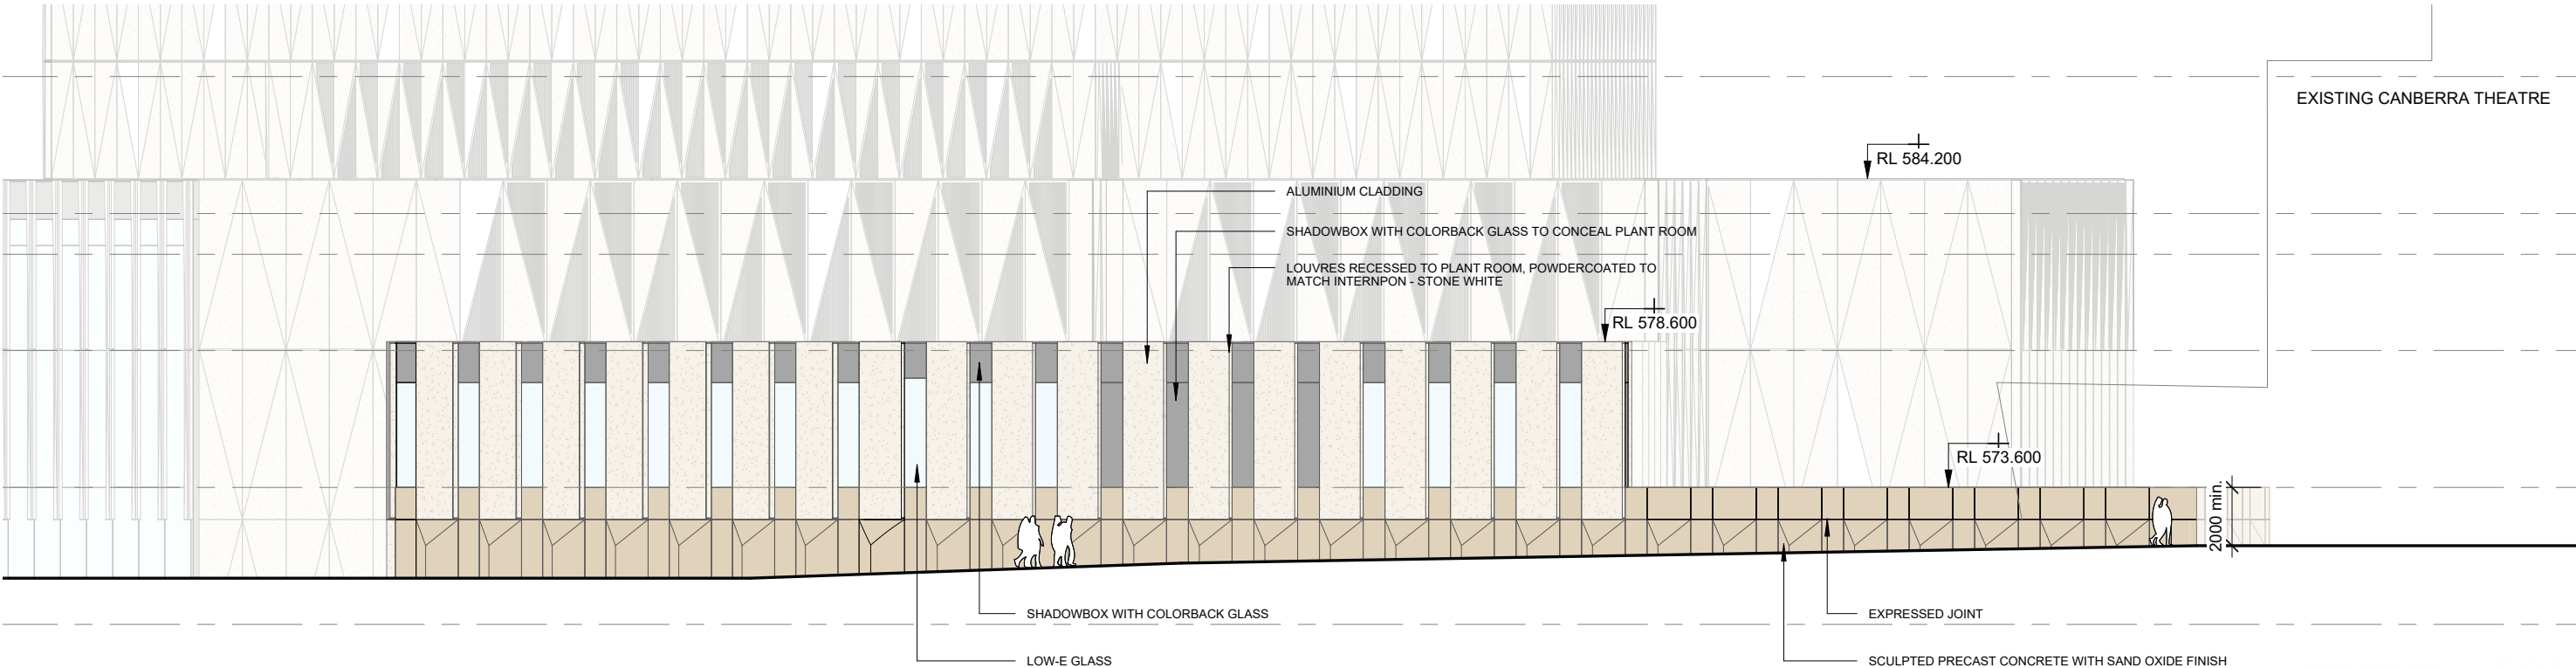 EXISTING CANBERRA THEATRE
RL 584.200
ALUMINIUM CLADDING
SHADOWBOX WITH COLORBACK GLASS TO CONCEAL PLANT ROOM
LOUVRES RECESSED TO PLANT ROOM, POWDERCOATED TO
MATCH INTERNPON - STONE WHITE
RL 578.600
RL 573.600
2000 min.
SHADOWBOX WITH COLORBACK GLASS
EXPRESSED JOINT
LOW-E GLASS
SCULPTED PRECAST CONCRETE WITH SAND OXIDE FINISH